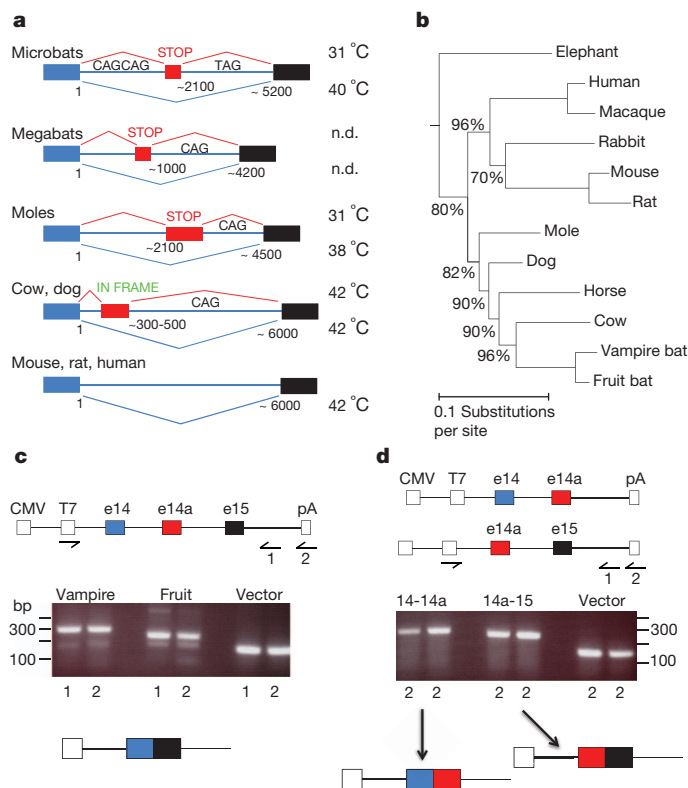 a
Microbats
STOP
31 °C
CAGCAG
TAG
1
~2100
~ 5200
40 °C
Megabats
STOP
n.d.
CAG
1
~1000
~4200
n.d.
Moles
STOP
31 °C
CAG
1
~2100
~ 4500
38 °C
Cow, dog
IN FRAME
42 °C
CAG
1
~300-500
~ 6000
42 °C
Mouse, rat, human
1
~ 6000
42 °C
b
Elephant
Human
96%
Macaque
Rabbit
70%
Mouse
80%
Rat
Mole
82%
Dog
90%
Horse
90%
Cow
96%
Vampire bat
Fruit bat
0.1 Substitutions
per site
c
CMV T7 e14 e14a e15 pA
1 2
bp
Vampire Fruit Vector
300
100
1 2 1 2 1 2
d
CMV T7 e14 e14a pA
e14a e15
1 2
14-14a 14a-15 Vector
300
100
2 2 2 2 2 2